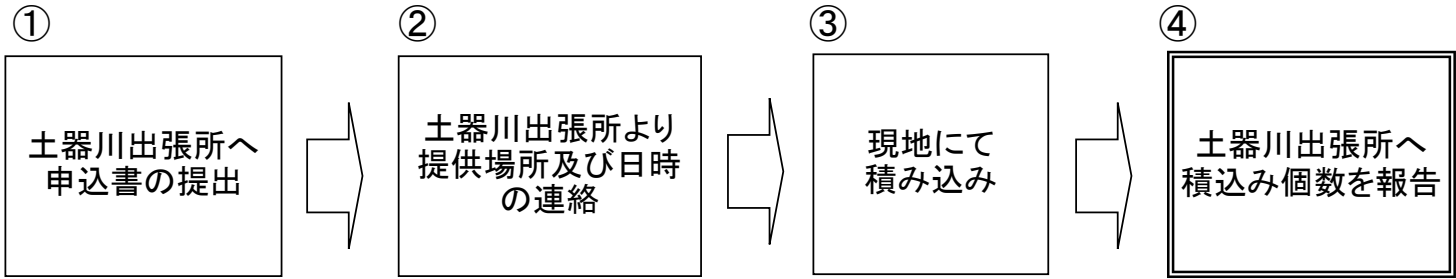 ①
土器川出張所へ
申込書の提出
②
土器川出張所より
提供場所及び日時
の連絡
③
現地にて
積み込み
④
土器川出張所へ
積込み個数を報告